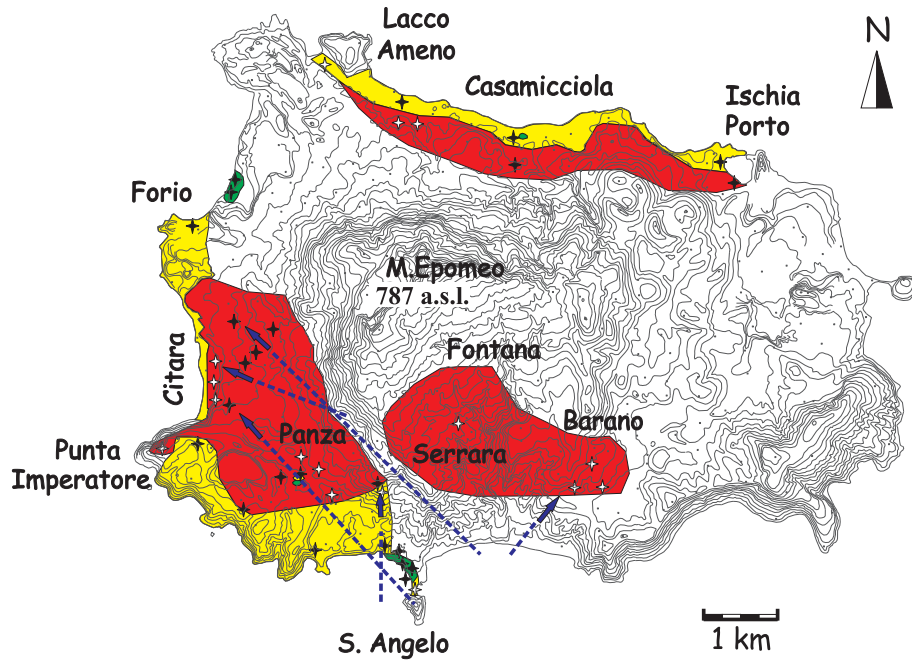 Lacco
Ameno
N
Casamicciola
Ischia
Porto
Forio
M.Epomeo
787 a.s.l.
Citara
Fontana
Barano
Panza
Serrara
Punta
Imperatore
S. Angelo
1 km